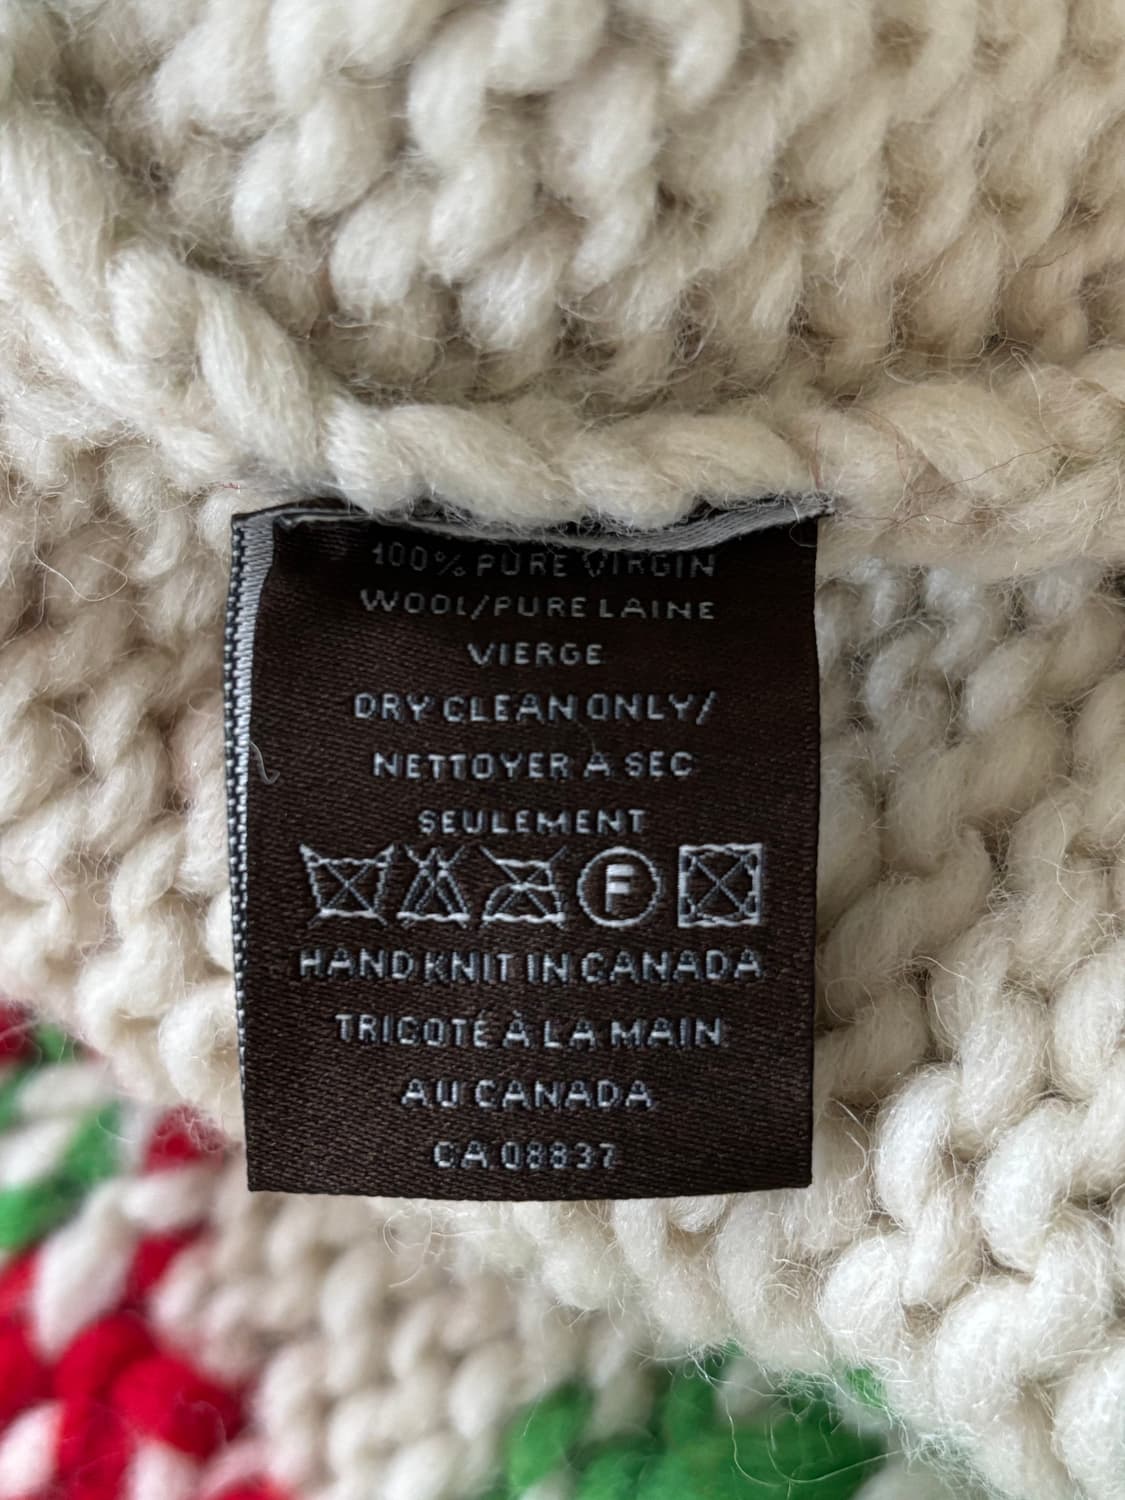 100% PURE VIRGIN
WOOL/PURE LAINE
VIERGE
DRY CLEAN ONLY/
NETTOYER À SEC
SEULEMENT
F
HAND KNIT IN CANADA
TRICOTÉ À LA MAIN
AU CANADA
CA 08837